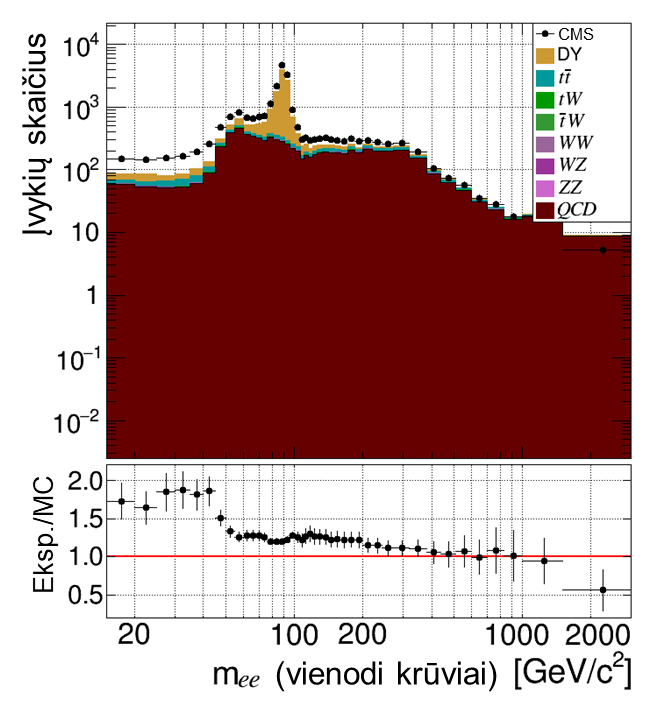 Įvykių skaičius
10⁴
10³
10²
10
1
10⁻¹
10⁻²
CMS
DY
tt̄
tW
t̄W
WW
WZ
ZZ
QCD
Eksp./MC
2.0
1.5
1.0
0.5
20 100 200 1000 2000
mₑₑ (vienodi krūviai) [GeV/c²]